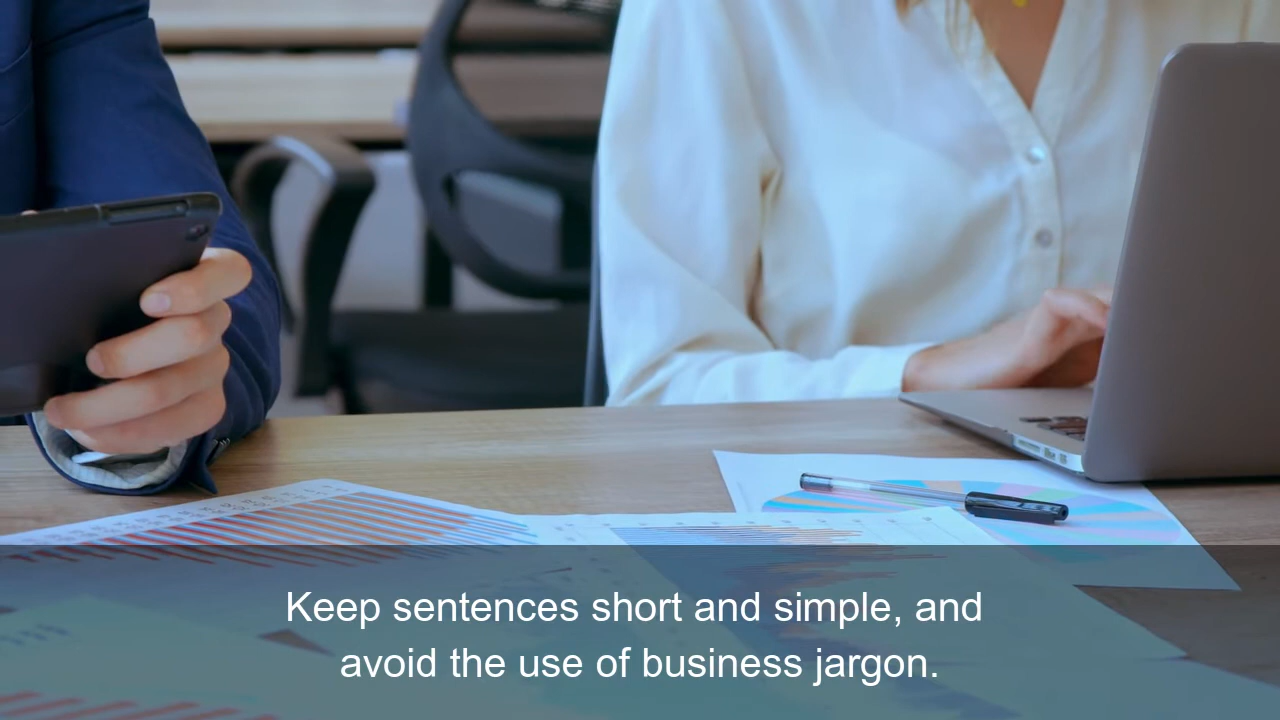 Keep sentences short and simple, and
avoid the use of business jargon.